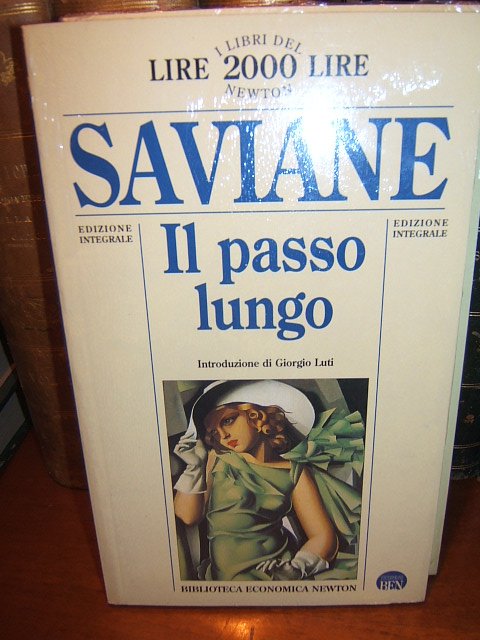 I LIBRI DEL
LIRE 2000 LIRE
NEWTON
SAVIANE
EDIZIONE
INTEGRALE
EDIZIONE
INTEGRALE
Il passo
lungo
Introduzione di Giorgio Luti
BIBLIOTECA ECONOMICA NEWTON
BEN